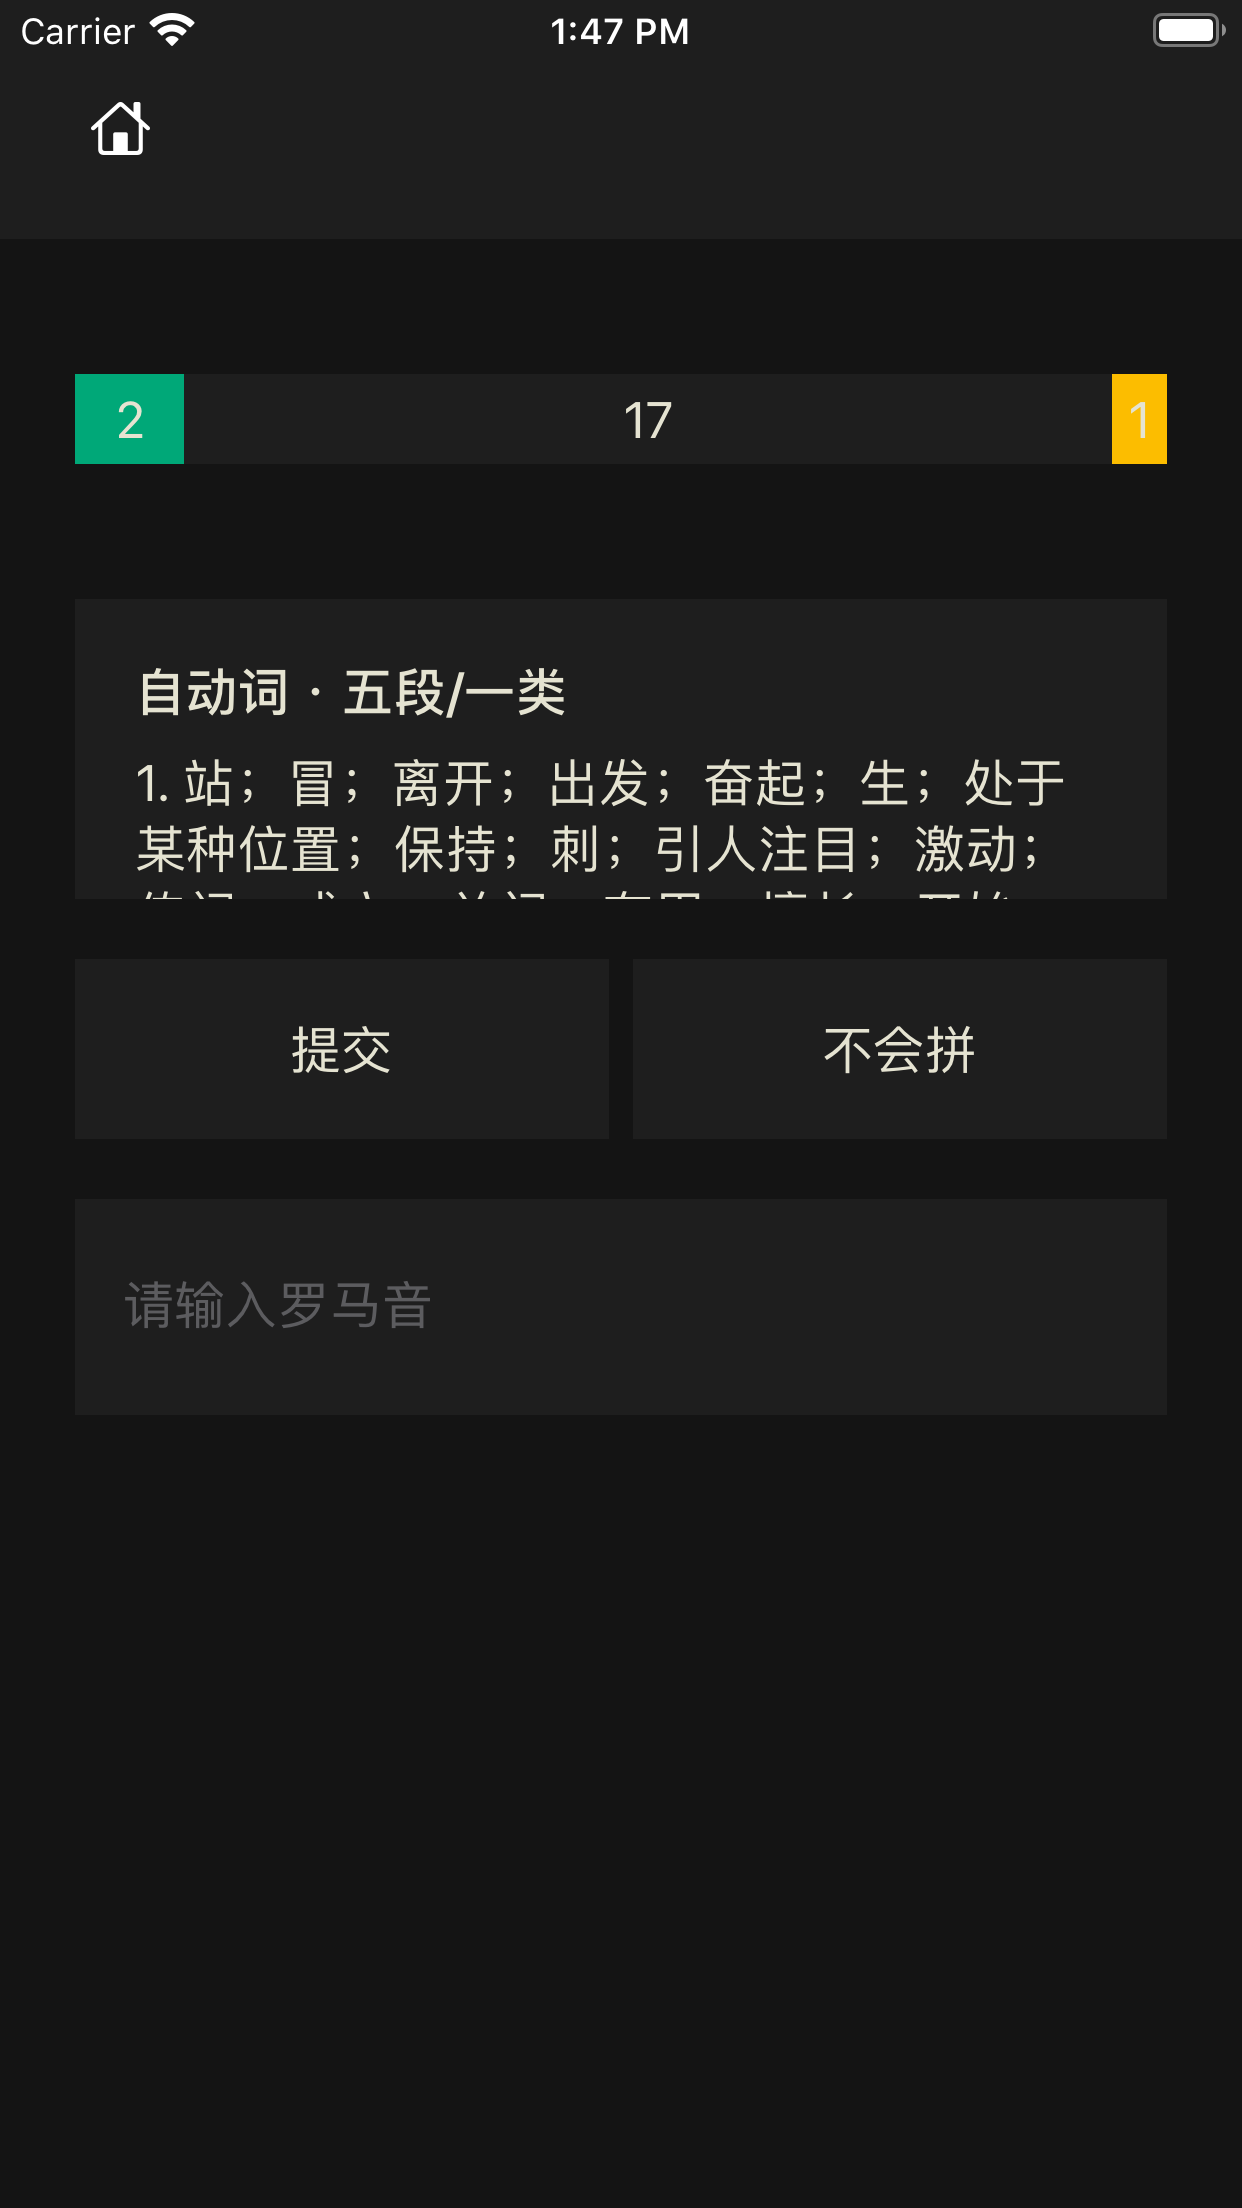 Carrier
1:47 PM
2
17
1
自动词 · 五段/一类
1. 站；冒；离开；出发；奋起；生；处于
某种位置；保持；刺；引人注目；激动；
提交
不会拼
请输入罗马音